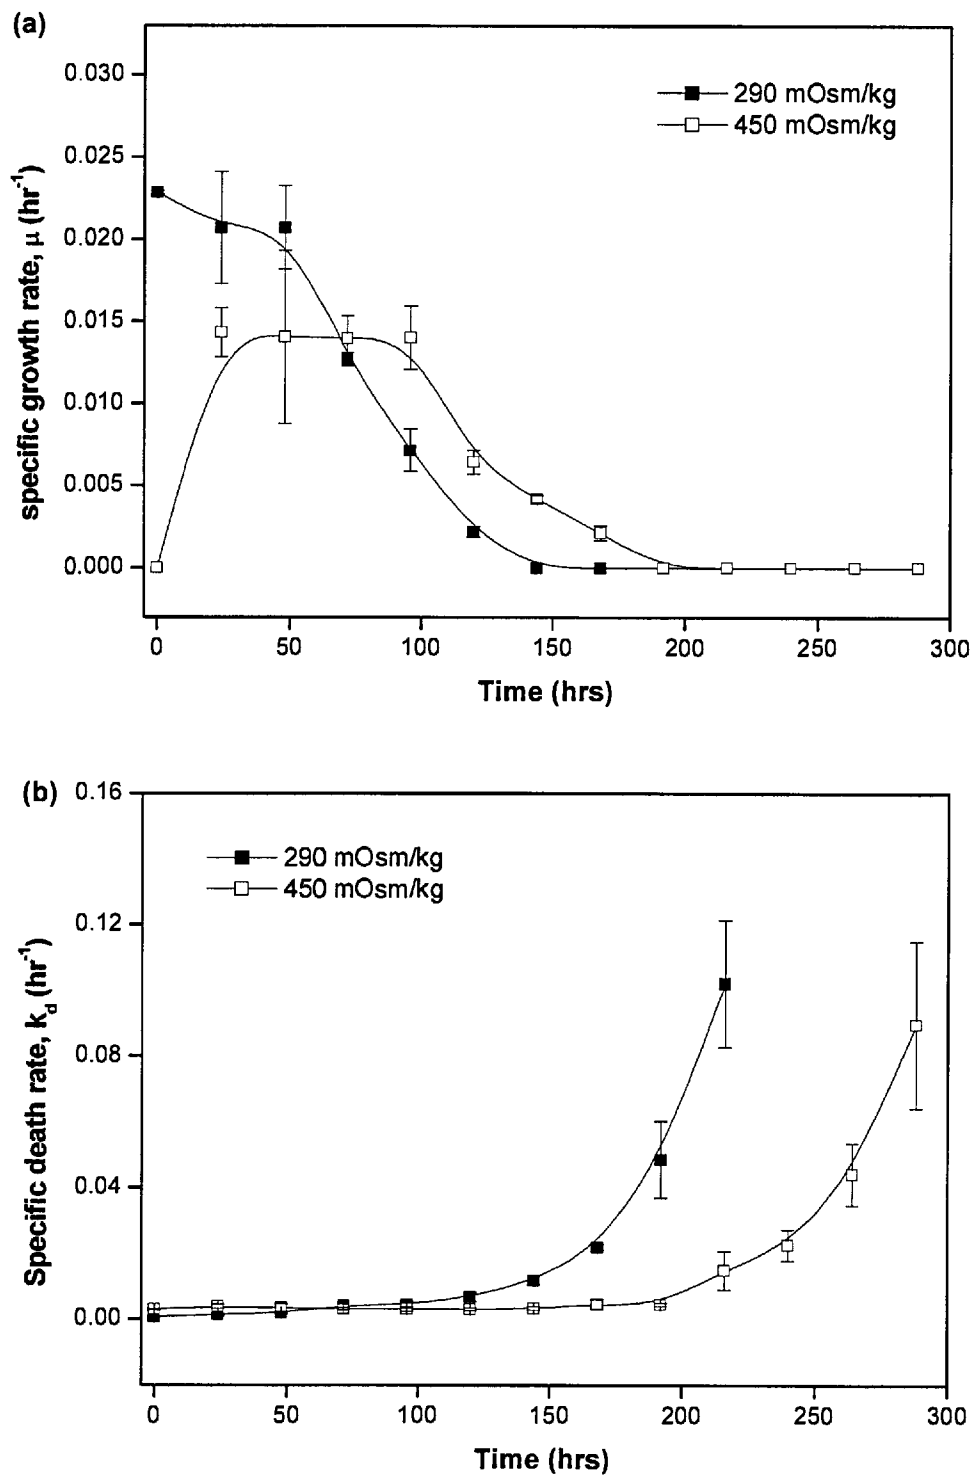 (a)
0.030
0.025
0.020
0.015
0.010
0.005
0.000
specific growth rate, μ (hr⁻¹)
290 mOsm/kg
450 mOsm/kg
0 50 100 150 200 250 300
Time (hrs)
(b)
0.16
0.12
0.08
0.04
0.00
Specific death rate, k_d (hr⁻¹)
290 mOsm/kg
450 mOsm/kg
0 50 100 150 200 250 300
Time (hrs)